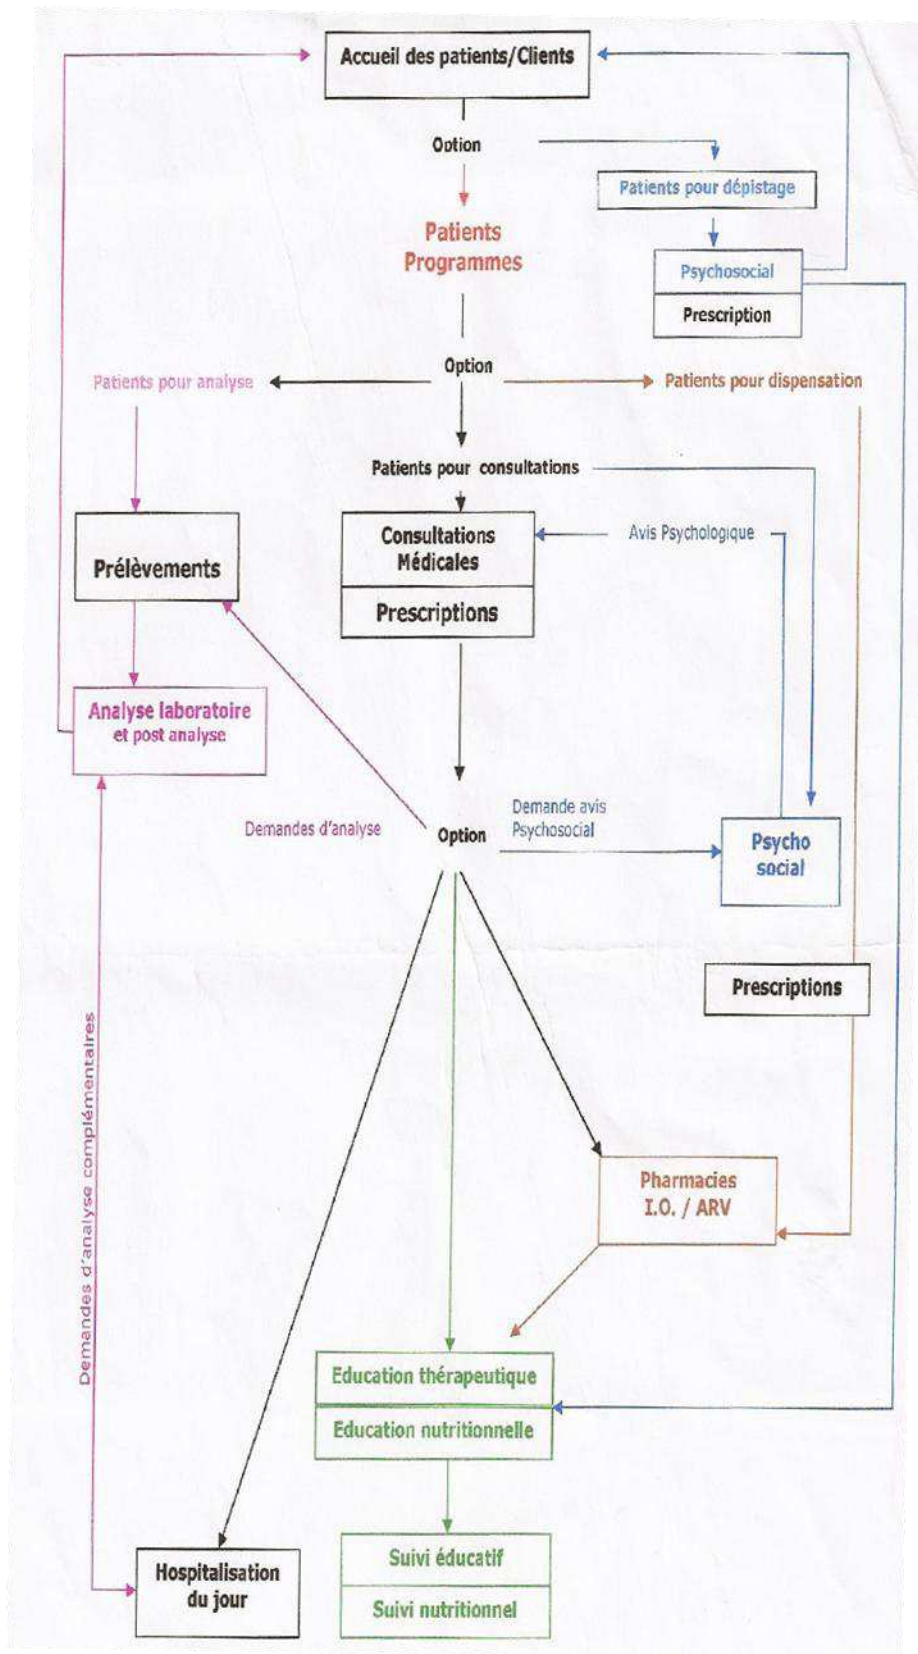 Accueil des patients/Clients
Option
Patients pour dépistage
Patients
Programmes
Psychosocial
Prescription
Option
Patients pour analyse
Patients pour dispensation
Patients pour consultations
Consultations
Médicales
Avis Psychologique
Prélèvements
Prescriptions
Analyse laboratoire
et post analyse
Demande avis
Psychosocial
Demandes d'analyse
Option
Psycho
social
Prescriptions
Demandes d'analyse complémentaires
Pharmacies
I.O. / ARV
Education thérapeutique
Education nutritionnelle
Suivi éducatif
Hospitalisation
du jour
Suivi nutritionnel